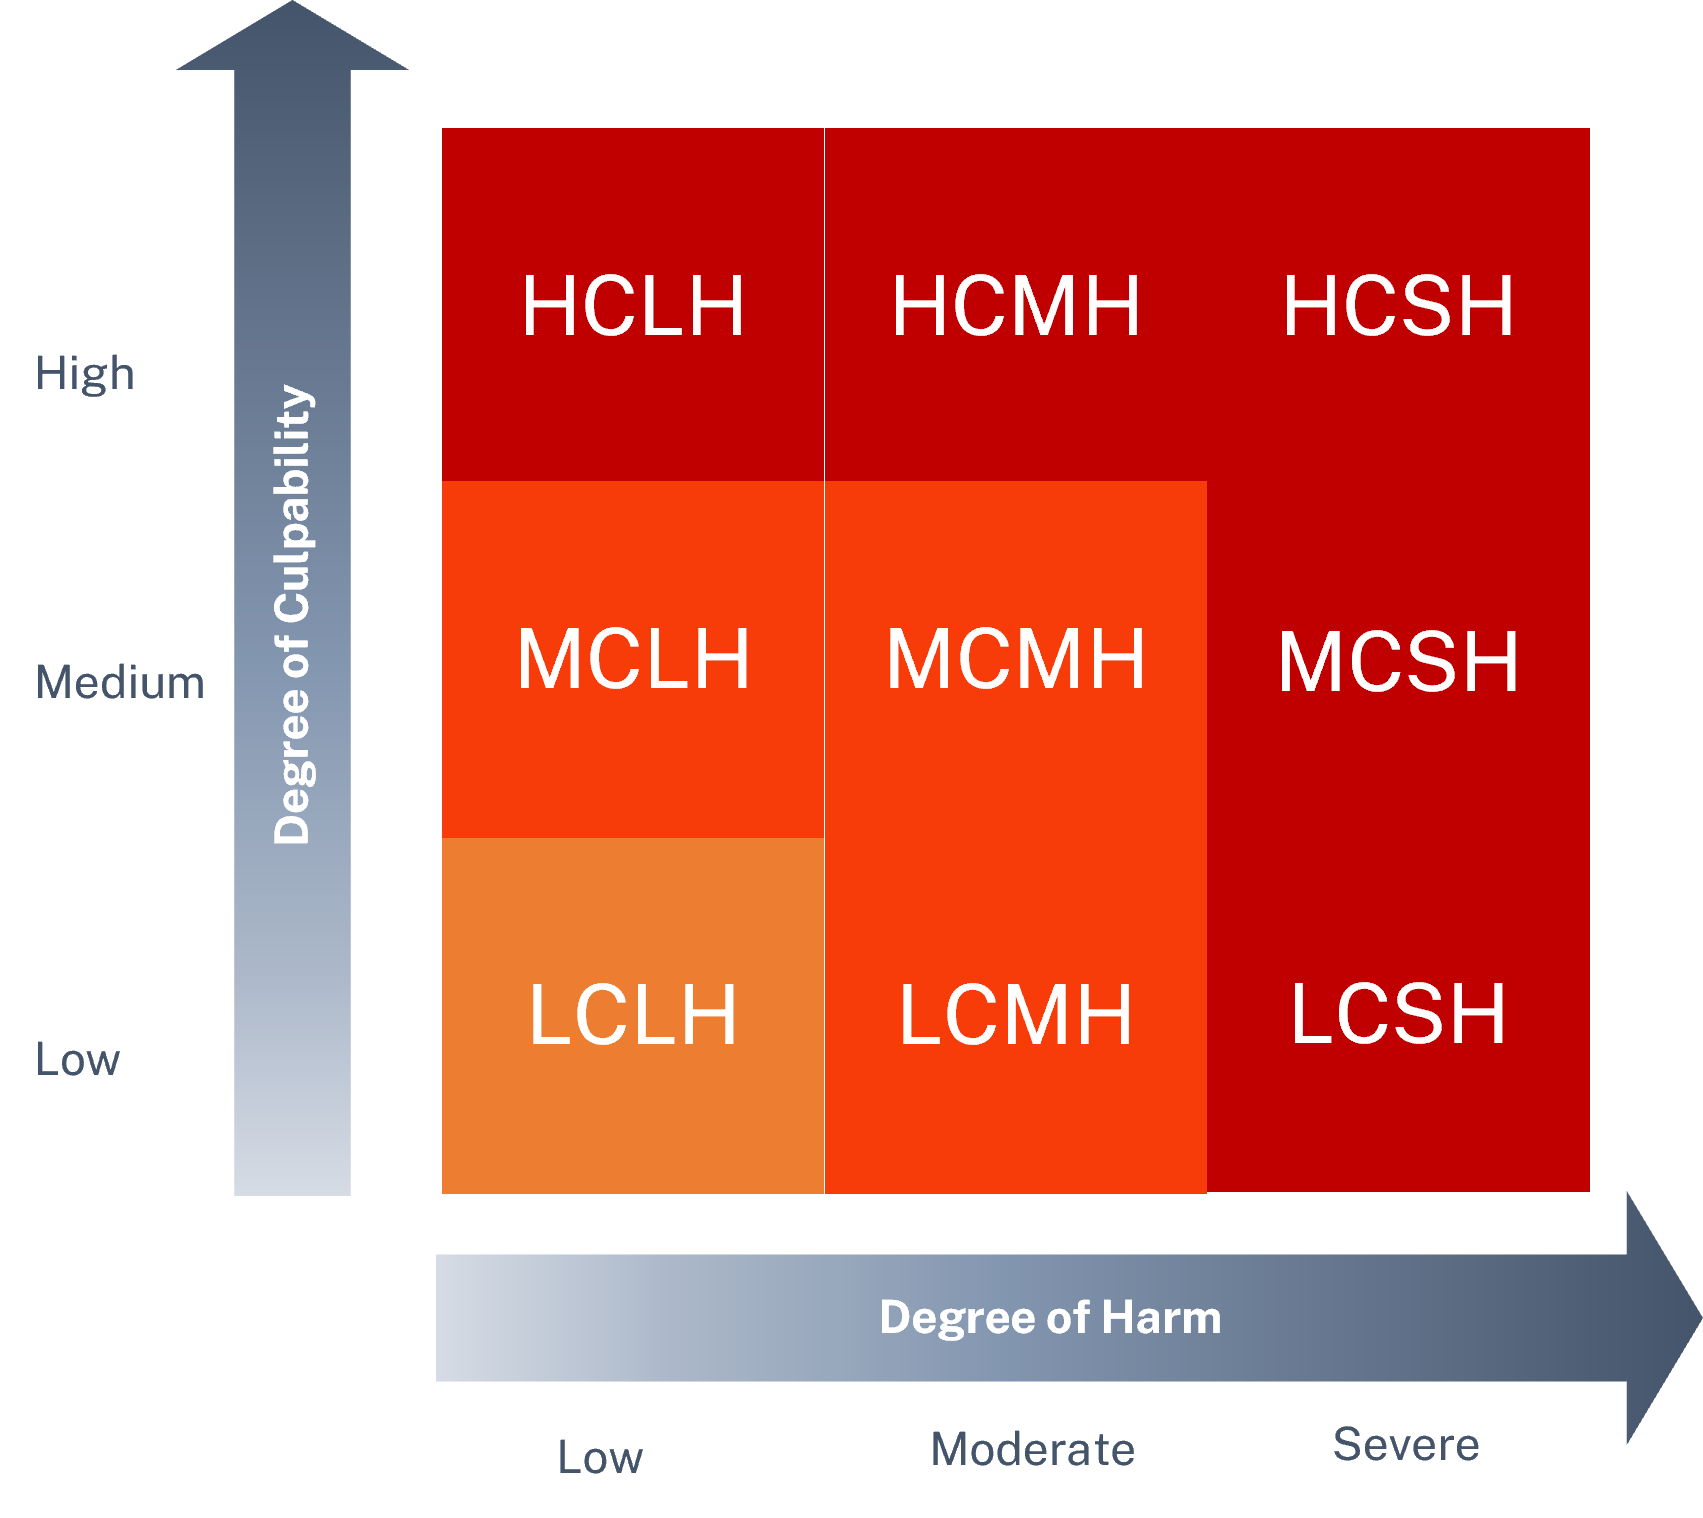 HCLH HCMH HCSH
High
Degree of Culpability
MCLH MCMH MCSH
Medium
LCLH LCMH LCSH
Low
Degree of Harm
Low Moderate Severe